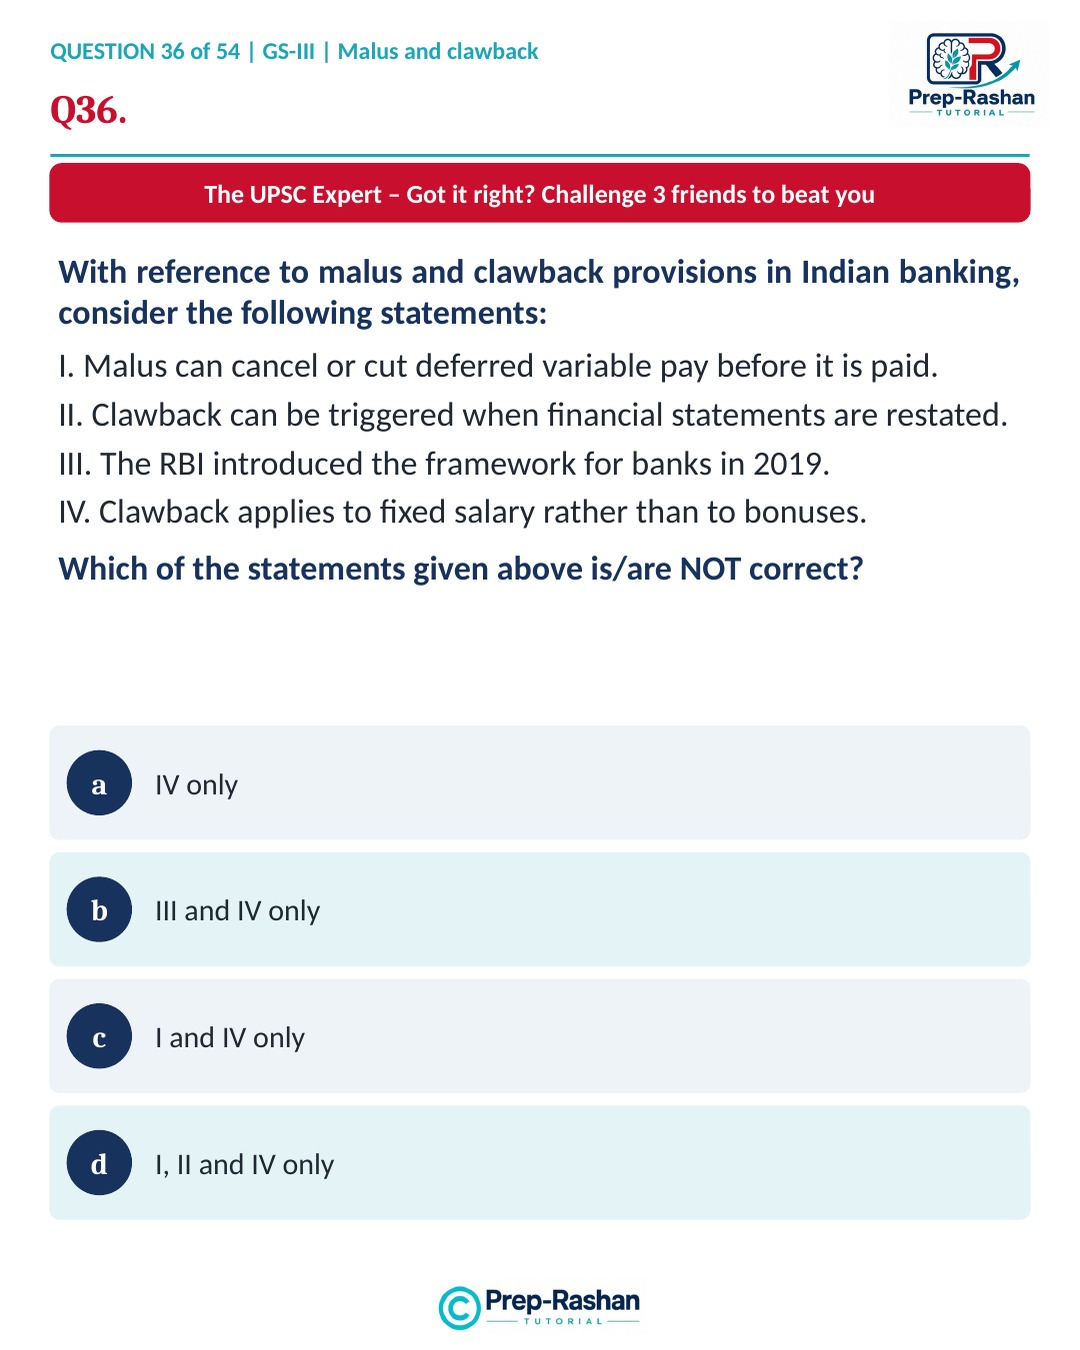 QUESTION 36 of 54 | GS-III | Malus and clawback
Q36.
R
Prep-Rashan
TUTORIAL
The UPSC Expert – Got it right? Challenge 3 friends to beat you
With reference to malus and clawback provisions in Indian banking,
consider the following statements:
I. Malus can cancel or cut deferred variable pay before it is paid.
II. Clawback can be triggered when financial statements are restated.
III. The RBI introduced the framework for banks in 2019.
IV. Clawback applies to fixed salary rather than to bonuses.
Which of the statements given above is/are NOT correct?
a IV only
b III and IV only
c I and IV only
d I, II and IV only
© Prep-Rashan
TUTORIAL